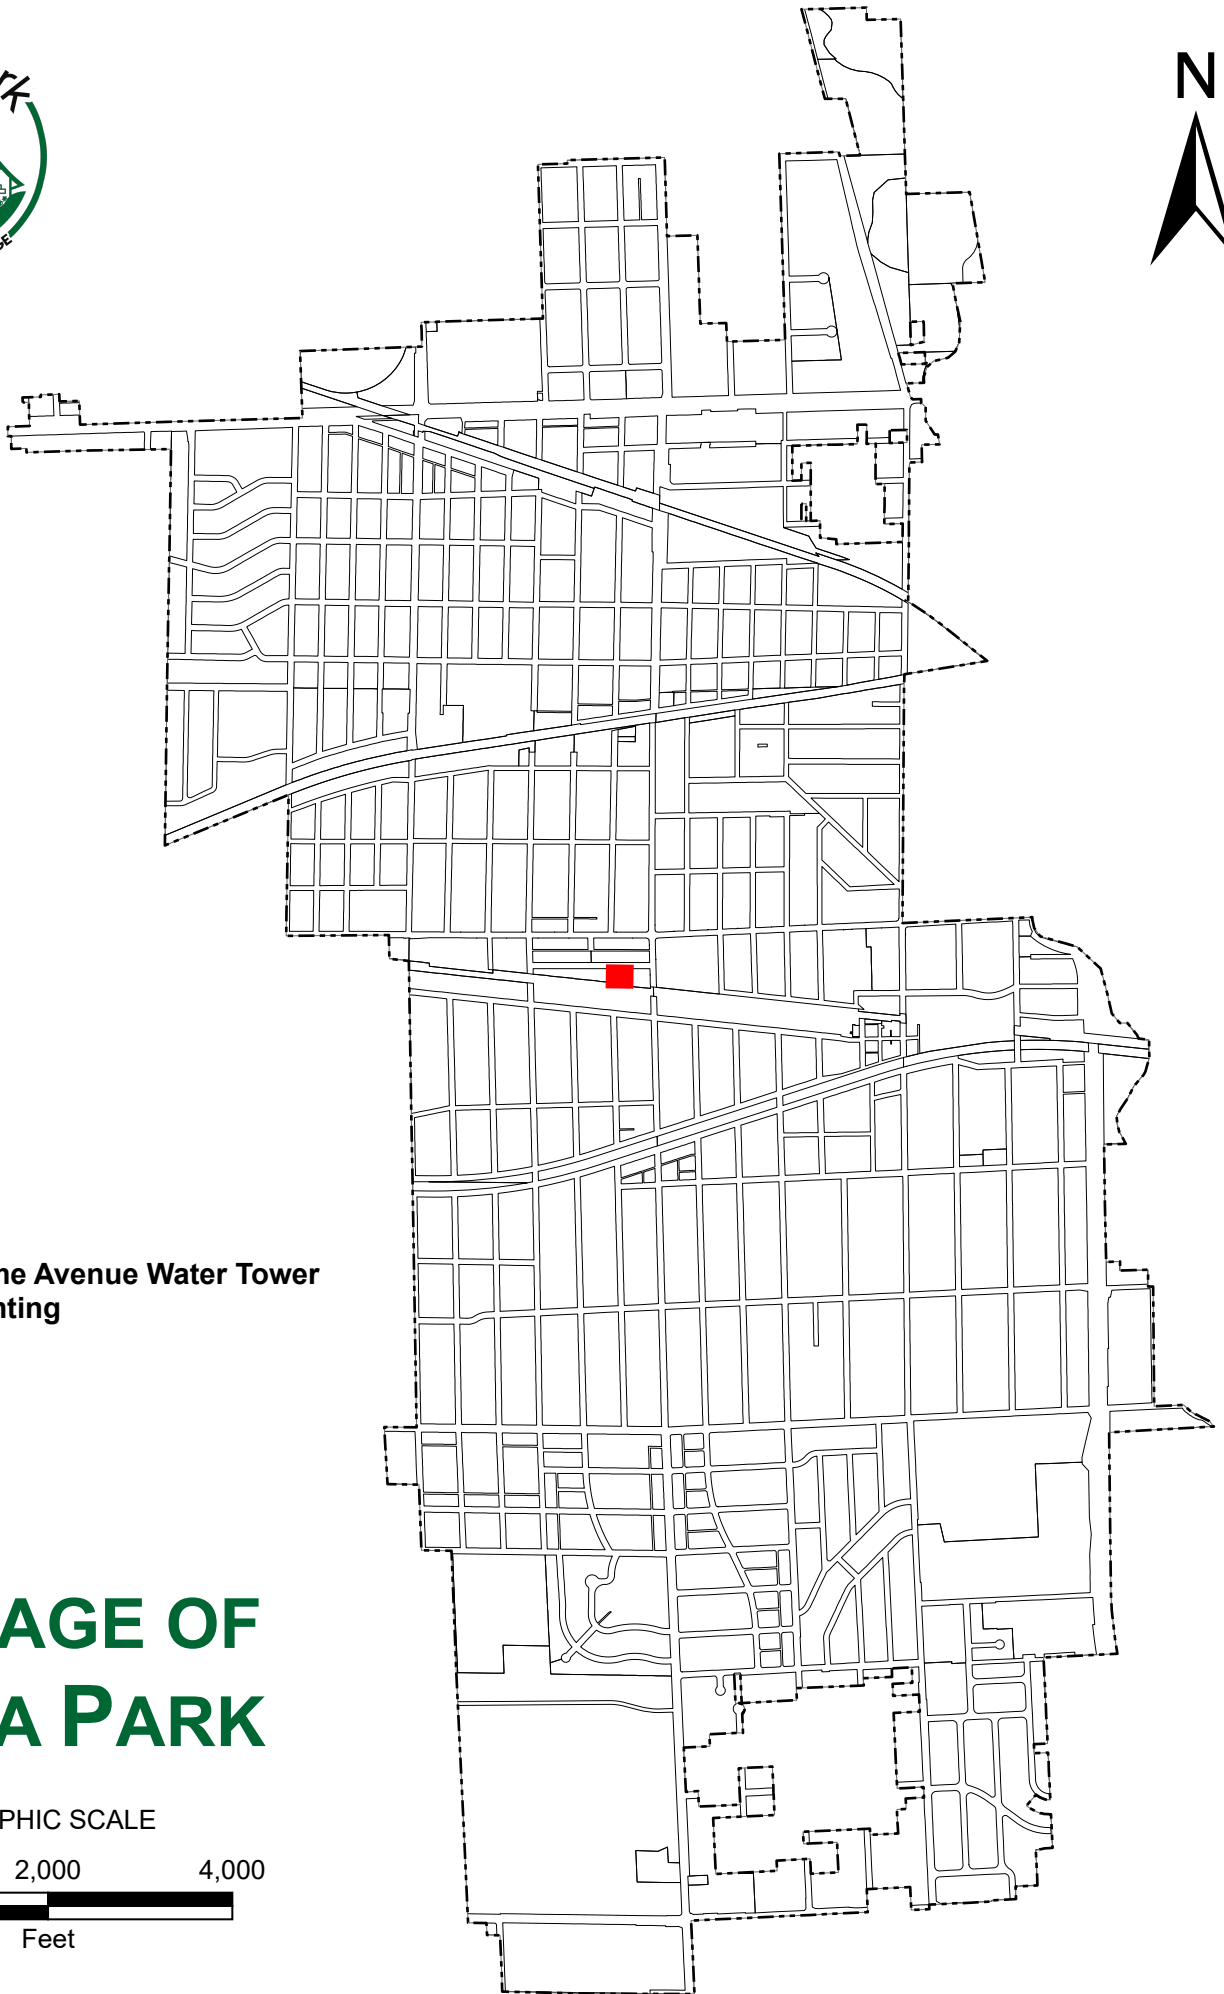 N
ne Avenue Water Tower
nting
AGE OF
A PARK
PHIC SCALE
2,000 4,000
Feet